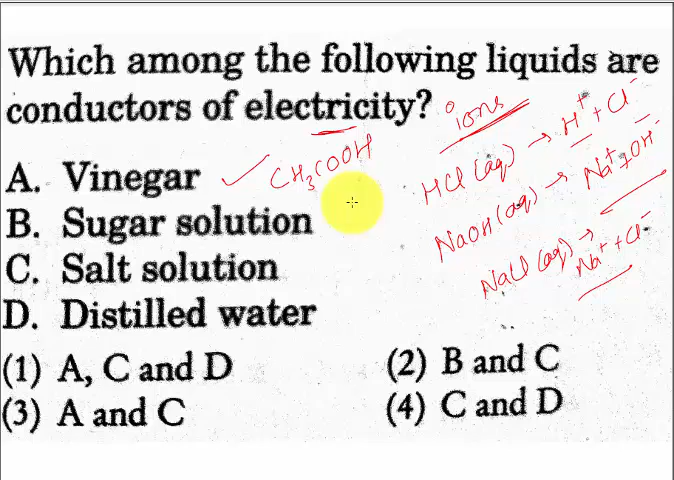 Which among the following liquids are
conductors of electricity?
ions
HCl (aq) → H⁺ + Cl⁻
A. Vinegar ✓ CH₃COOH
NaOH (aq) → Na⁺ + OH⁻
B. Sugar solution
NaCl (aq) → Na⁺ + Cl⁻
C. Salt solution
D. Distilled water
(1) A, C and D (2) B and C
(3) A and C (4) C and D